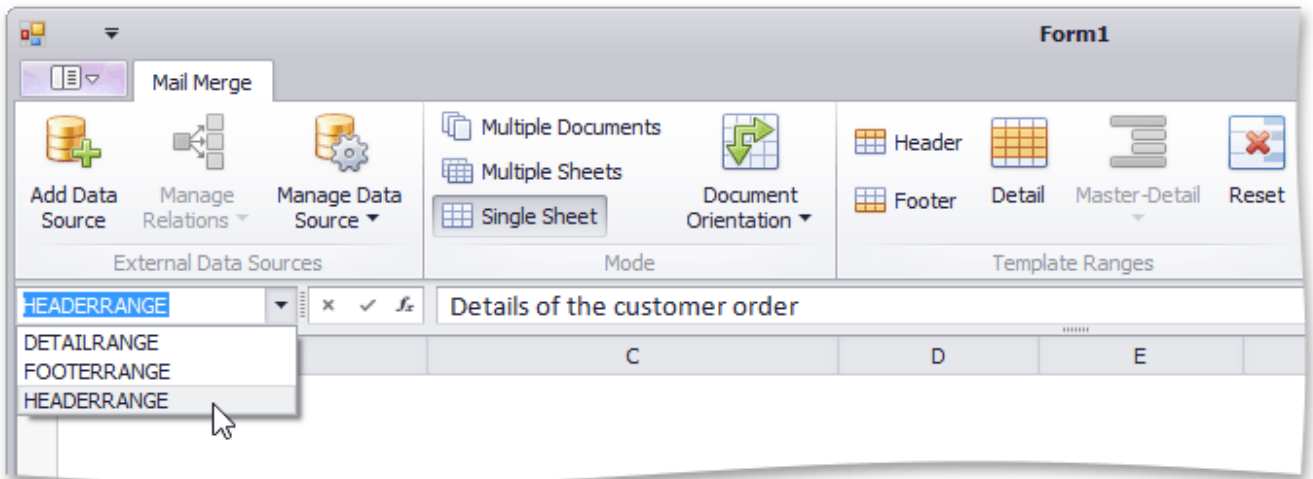 Form1
Mail Merge
Add Data Source
Manage Relations
Manage Data Source
Multiple Documents
Multiple Sheets
Single Sheet
Document Orientation
Header
Footer
Detail
Master-Detail
Reset
External Data Sources
Mode
Template Ranges
HEADERRANGE
fx
Details of the customer order
DETAILRANGE
FOOTERRANGE
HEADERRANGE
C
D
E